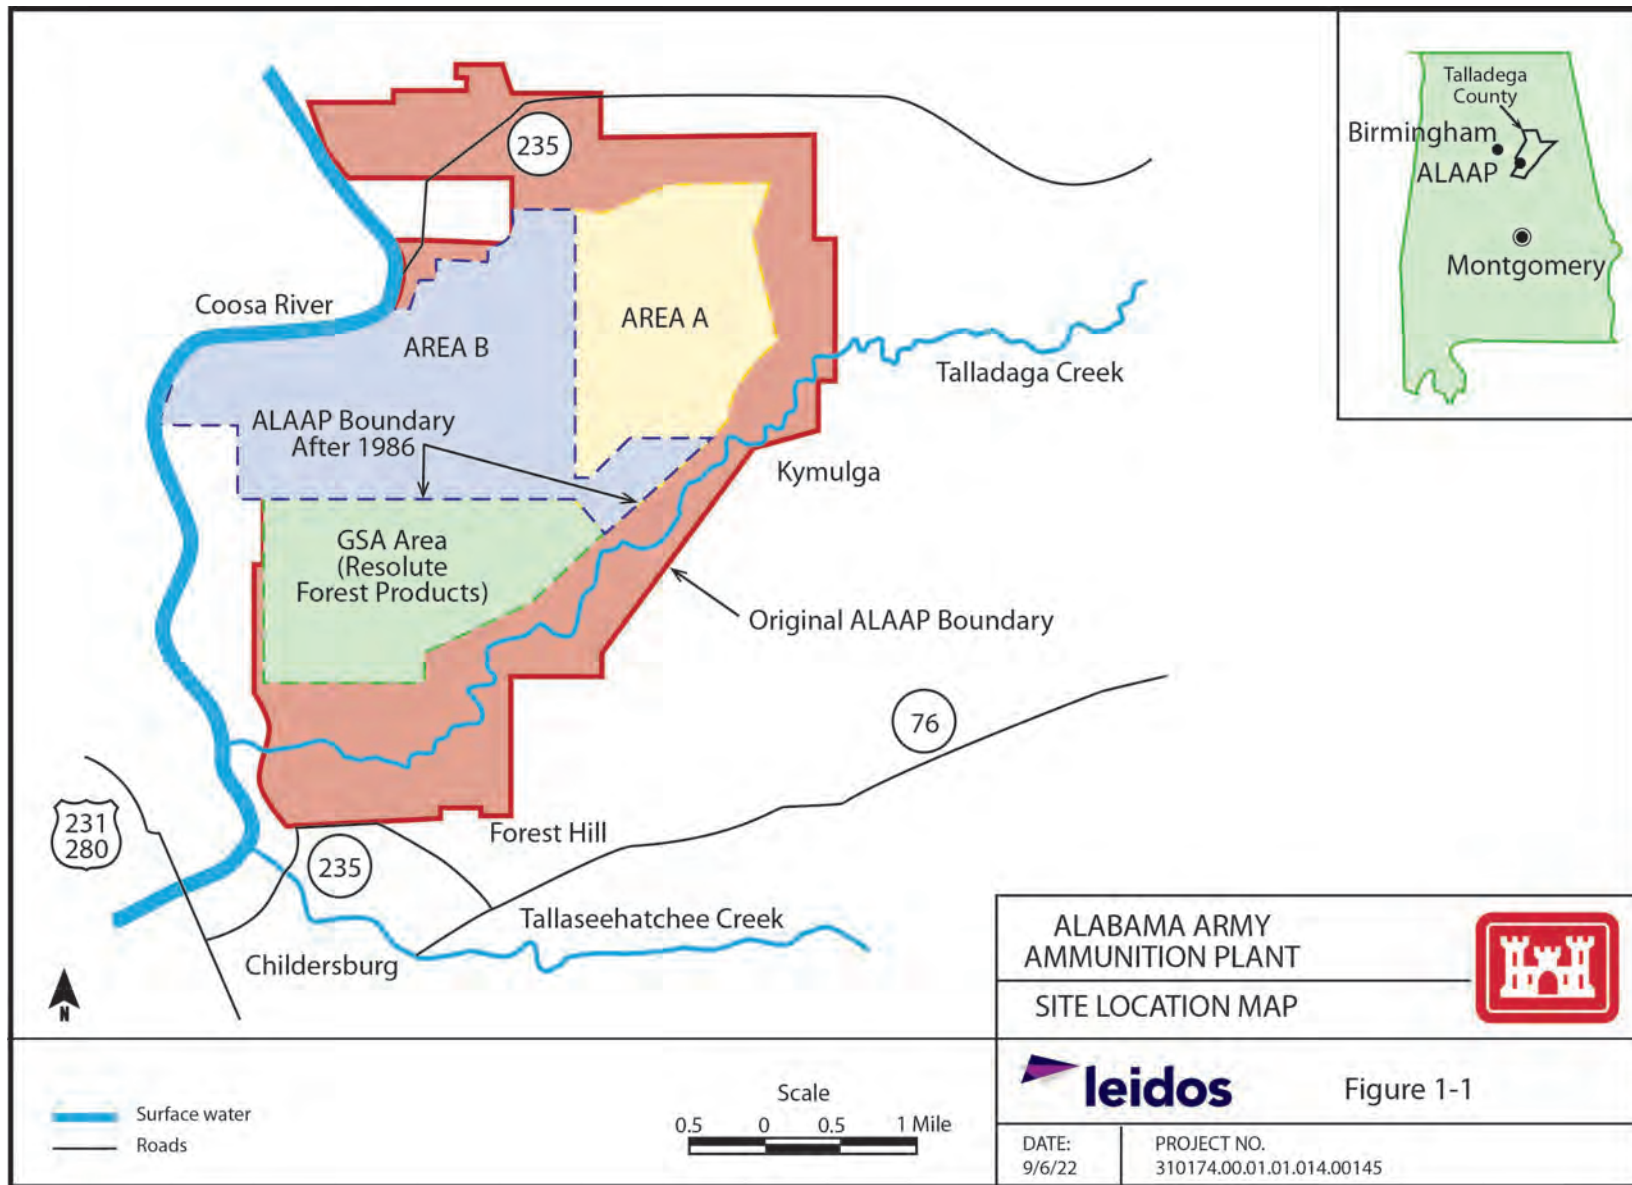 Talladega
County
Birmingham
ALAAP
Montgomery
235
Coosa River
AREA B
AREA A
Talladaga Creek
ALAAP Boundary
After 1986
Kymulga
GSA Area
(Resolute
Forest Products)
Original ALAAP Boundary
76
231
280
Forest Hill
235
Tallaseehatchee Creek
Childersburg
N
ALABAMA ARMY
AMMUNITION PLANT
SITE LOCATION MAP
leidos
Figure 1-1
DATE:
9/6/22
PROJECT NO.
310174.00.01.01.014.00145
Surface water
Roads
Scale
0.5 0 0.5 1 Mile